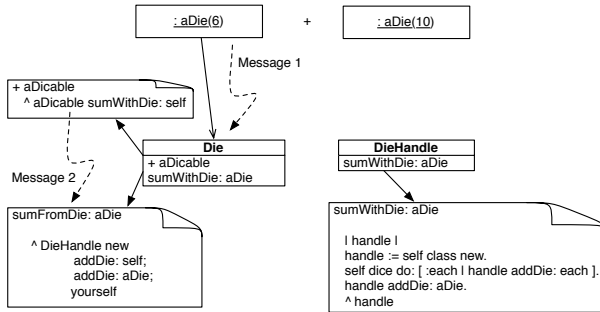 : aDie(6)
+
: aDie(10)
Message 1
+ aDicable
^ aDicable sumWithDie: self
Die
+ aDicable
sumWithDie: aDie
DieHandle
sumWithDie: aDie
Message 2
sumFromDie: aDie
^ DieHandle new
addDie: self;
addDie: aDie;
yourself
sumWithDie: aDie
| handle |
handle := self class new.
self dice do: [ :each | handle addDie: each ].
handle addDie: aDie.
^ handle